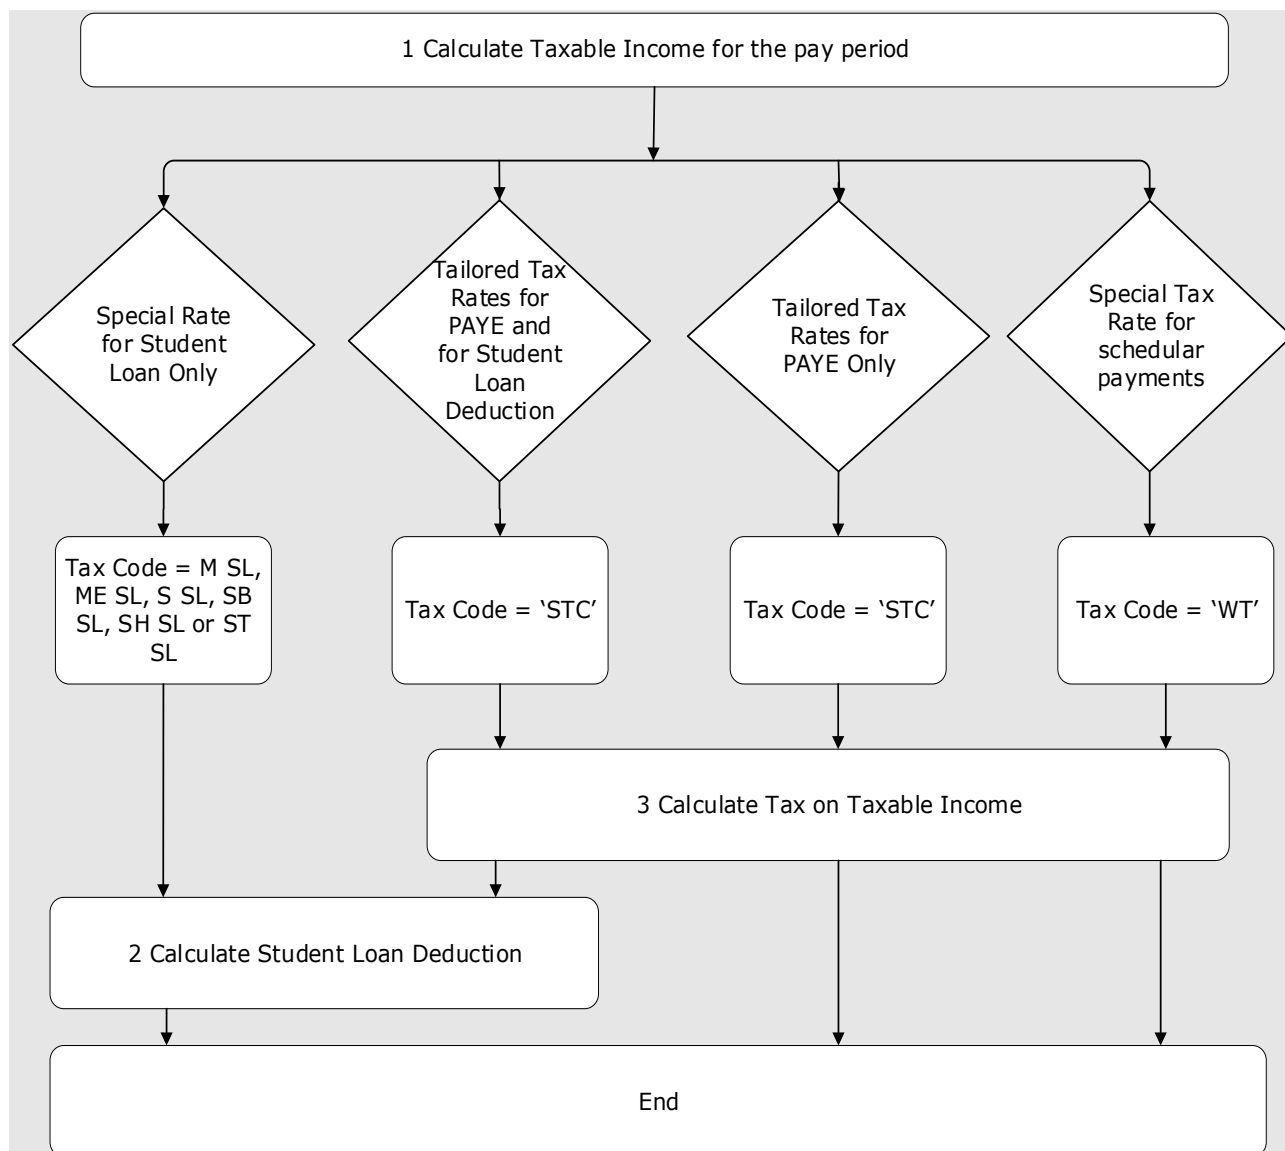 1 Calculate Taxable Income for the pay period
Special Rate
for Student
Loan Only
Tailored Tax
Rates for
PAYE and
for Student
Loan
Deduction
Tailored Tax
Rates for
PAYE Only
Special Tax
Rate for
schedular
payments
Tax Code = M SL,
ME SL, S SL, SB
SL, SH SL or ST
SL
Tax Code = ‘STC’
Tax Code = ‘STC’
Tax Code = ‘WT’
3 Calculate Tax on Taxable Income
2 Calculate Student Loan Deduction
End